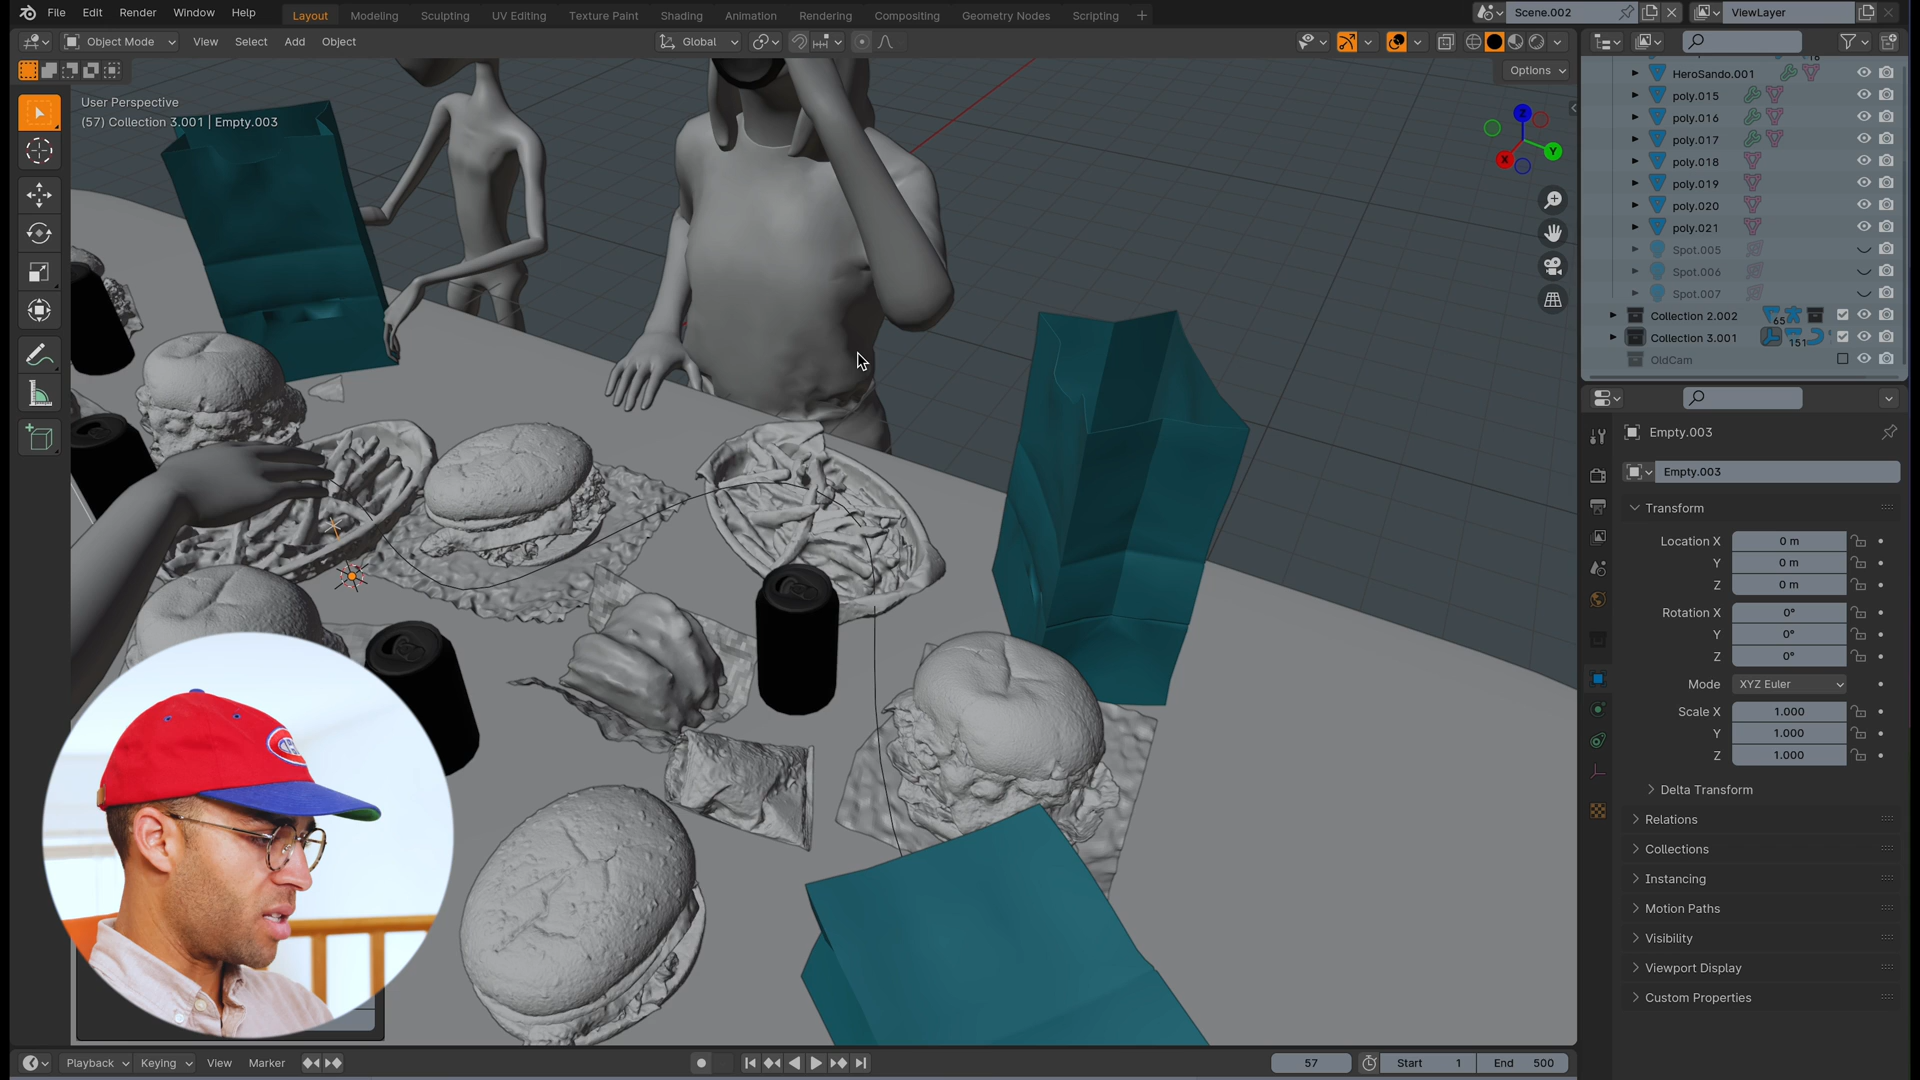 File Edit Render Window Help Layout Modeling Sculpting UV Editing Texture Paint Shading Animation Rendering Compositing Geometry Nodes Scripting + Scene.002 ViewLayer
Object Mode View Select Add Object Global
Options
User Perspective
(57) Collection 3.001 | Empty.003
Z
Y
X
HeroSando.001
poly.015
poly.016
poly.017
poly.018
poly.019
poly.020
poly.021
Spot.005
Spot.006
Spot.007
Collection 2.002 65
Collection 3.001 151
OldCam
Empty.003
Empty.003
Transform
Location X 0 m
Y 0 m
Z 0 m
Rotation X 0°
Y 0°
Z 0°
Mode XYZ Euler
Scale X 1.000
Y 1.000
Z 1.000
Delta Transform
Relations
Collections
Instancing
Motion Paths
Visibility
Viewport Display
Custom Properties
Playback Keying View Marker 57 Start 1 End 500